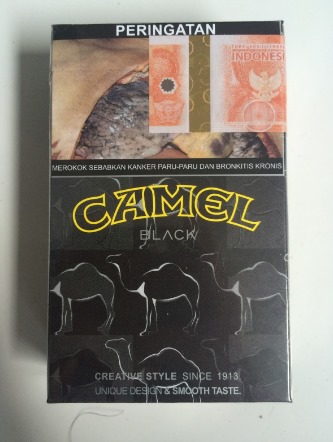 PERINGATAN
INDONESI
MEROKOK SEBABKAN KANKER PARU-PARU DAN BRONKITIS KRONIS
CAMEL
BLACK
CREATIVE STYLE SINCE 1913.
UNIQUE DESIGN & SMOOTH TASTE.